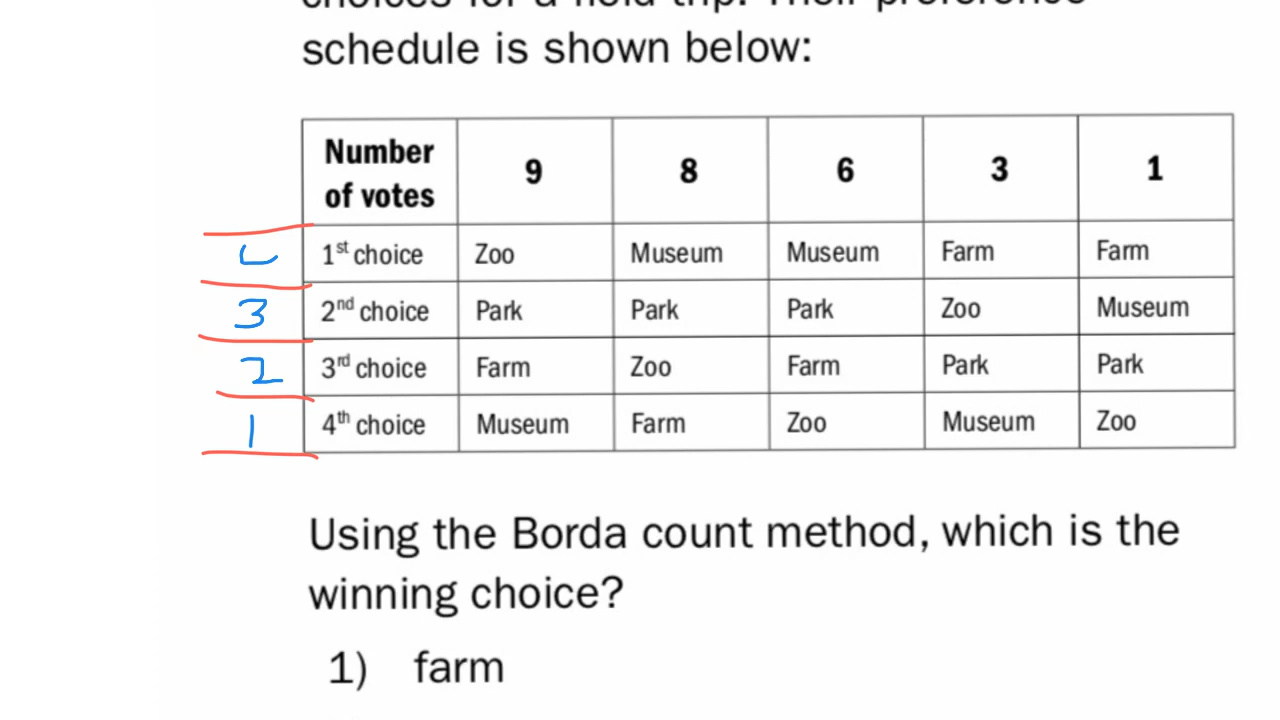 schedule is shown below:
Number of votes 9 8 6 3 1
1st choice Zoo Museum Museum Farm Farm
3 2nd choice Park Park Park Zoo Museum
2 3rd choice Farm Zoo Farm Park Park
1 4th choice Museum Farm Zoo Museum Zoo
Using the Borda count method, which is the
winning choice?
1) farm